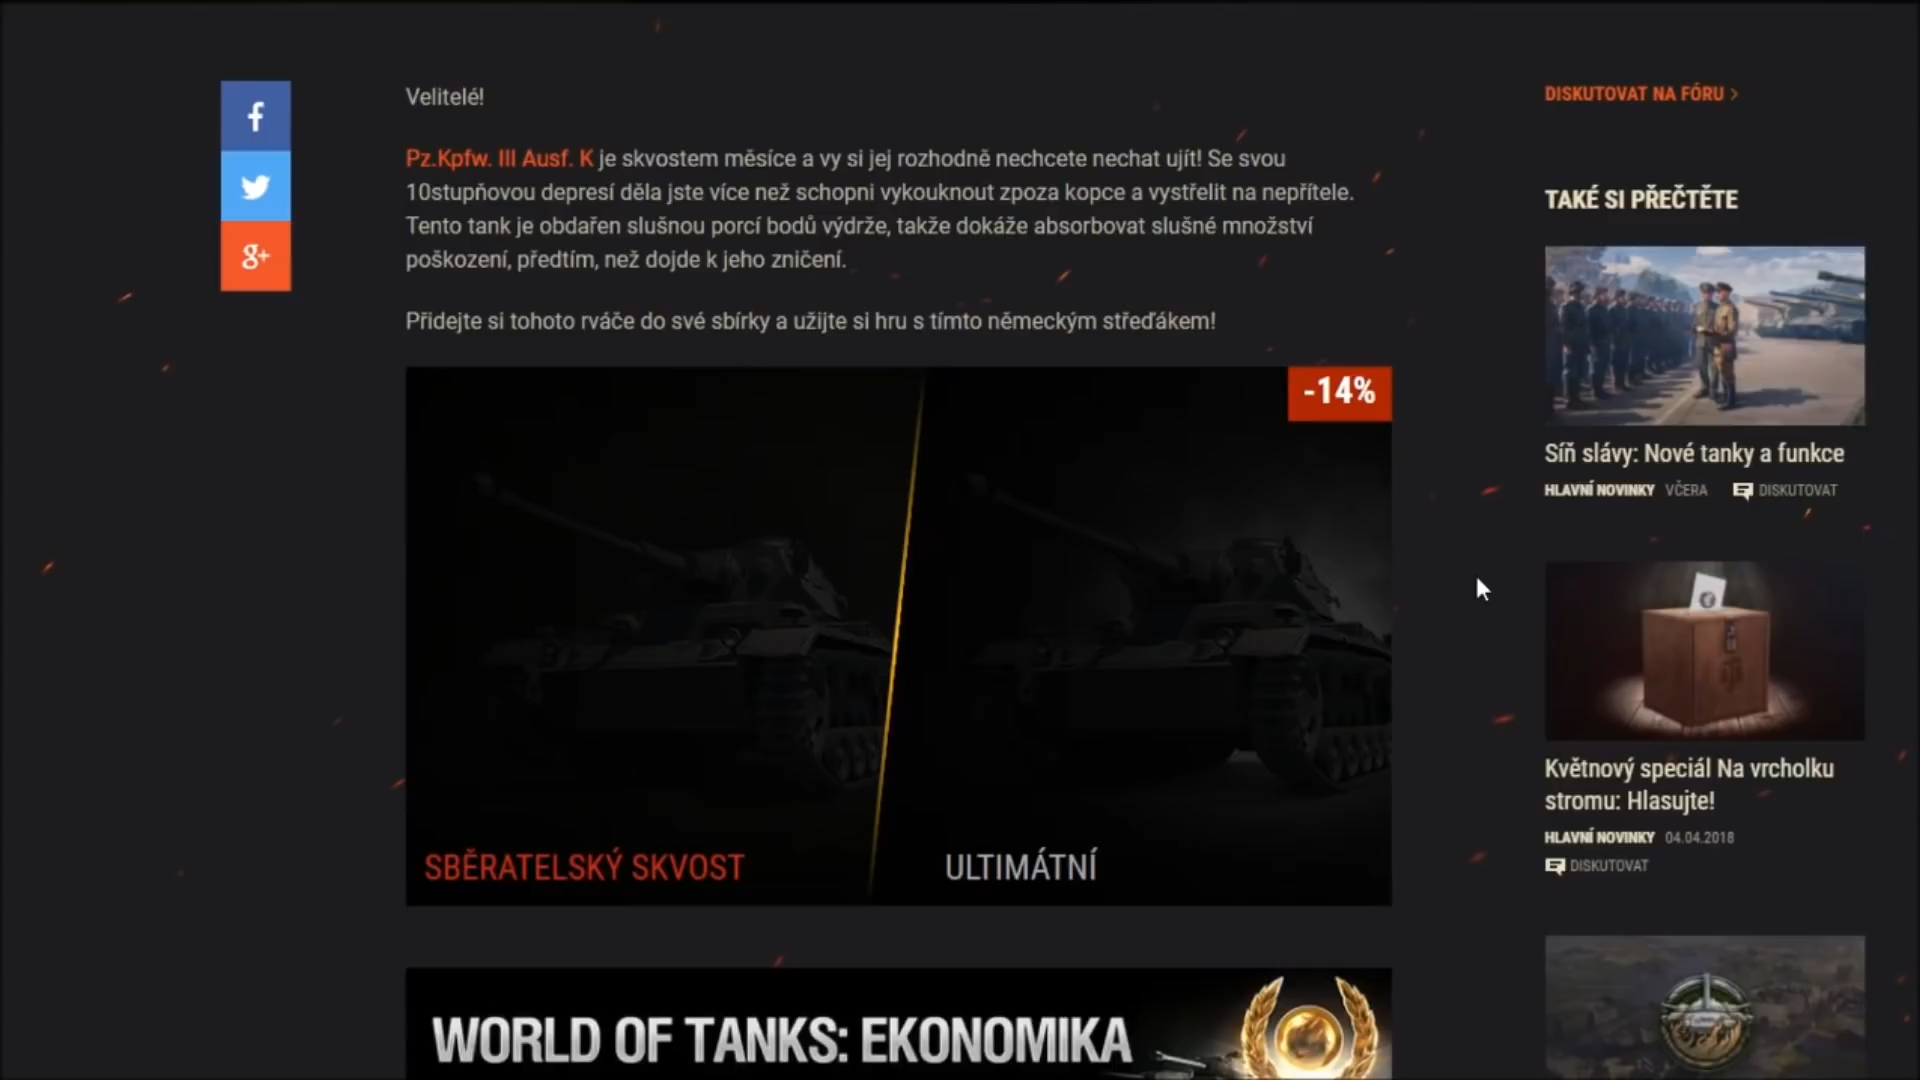 Velitelé!
Pz.Kpfw. III Ausf. K je skvostem měsíce a vy si jej rozhodně nechcete nechat ujít! Se svou
10stupňovou depresí děla jste více než schopni vykouknout zpoza kopce a vystřelit na nepřítele.
Tento tank je obdařen slušnou porcí bodů výdrže, takže dokáže absorbovat slušné množství
poškození, předtím, než dojde k jeho zničení.
Přidejte si tohoto rváče do své sbírky a užijte si hru s tímto německým střeďákem!
-14%
SBĚRATELSKÝ SKVOST
ULTIMÁTNÍ
WORLD OF TANKS: EKONOMIKA
DISKUTOVAT NA FÓRU >
TAKÉ SI PŘEČTĚTE
Síň slávy: Nové tanky a funkce
HLAVNÍ NOVINKY VČERA DISKUTOVAT
Květnový speciál Na vrcholku
stromu: Hlasujte!
HLAVNÍ NOVINKY 04.04.2018
DISKUTOVAT